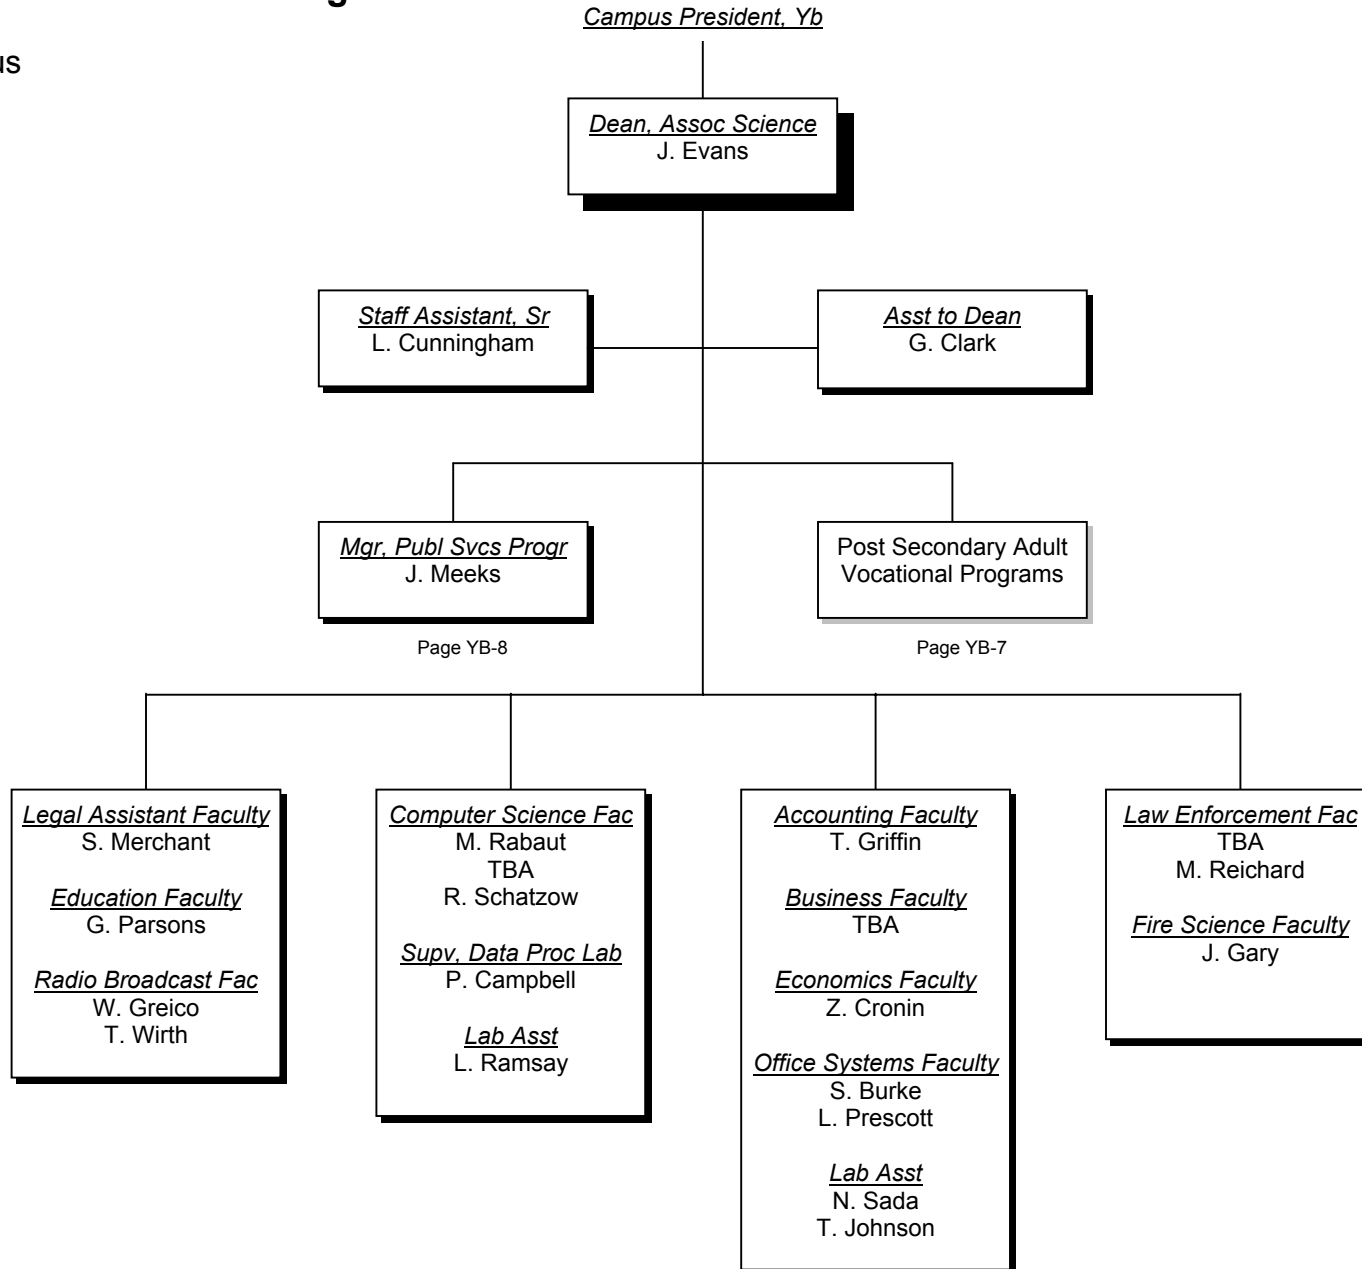 Campus President, Yb
Dean, Assoc Science
J. Evans
Staff Assistant, Sr
L. Cunningham
Asst to Dean
G. Clark
Mgr, Publ Svcs Progr
J. Meeks
Page YB-8
Post Secondary Adult
Vocational Programs
Page YB-7
Legal Assistant Faculty
S. Merchant
Education Faculty
G. Parsons
Radio Broadcast Fac
W. Greico
T. Wirth
Computer Science Fac
M. Rabaut
TBA
R. Schatzow
Supv, Data Proc Lab
P. Campbell
Lab Asst
L. Ramsay
Accounting Faculty
T. Griffin
Business Faculty
TBA
Economics Faculty
Z. Cronin
Office Systems Faculty
S. Burke
L. Prescott
Lab Asst
N. Sada
T. Johnson
Law Enforcement Fac
TBA
M. Reichard
Fire Science Faculty
J. Gary